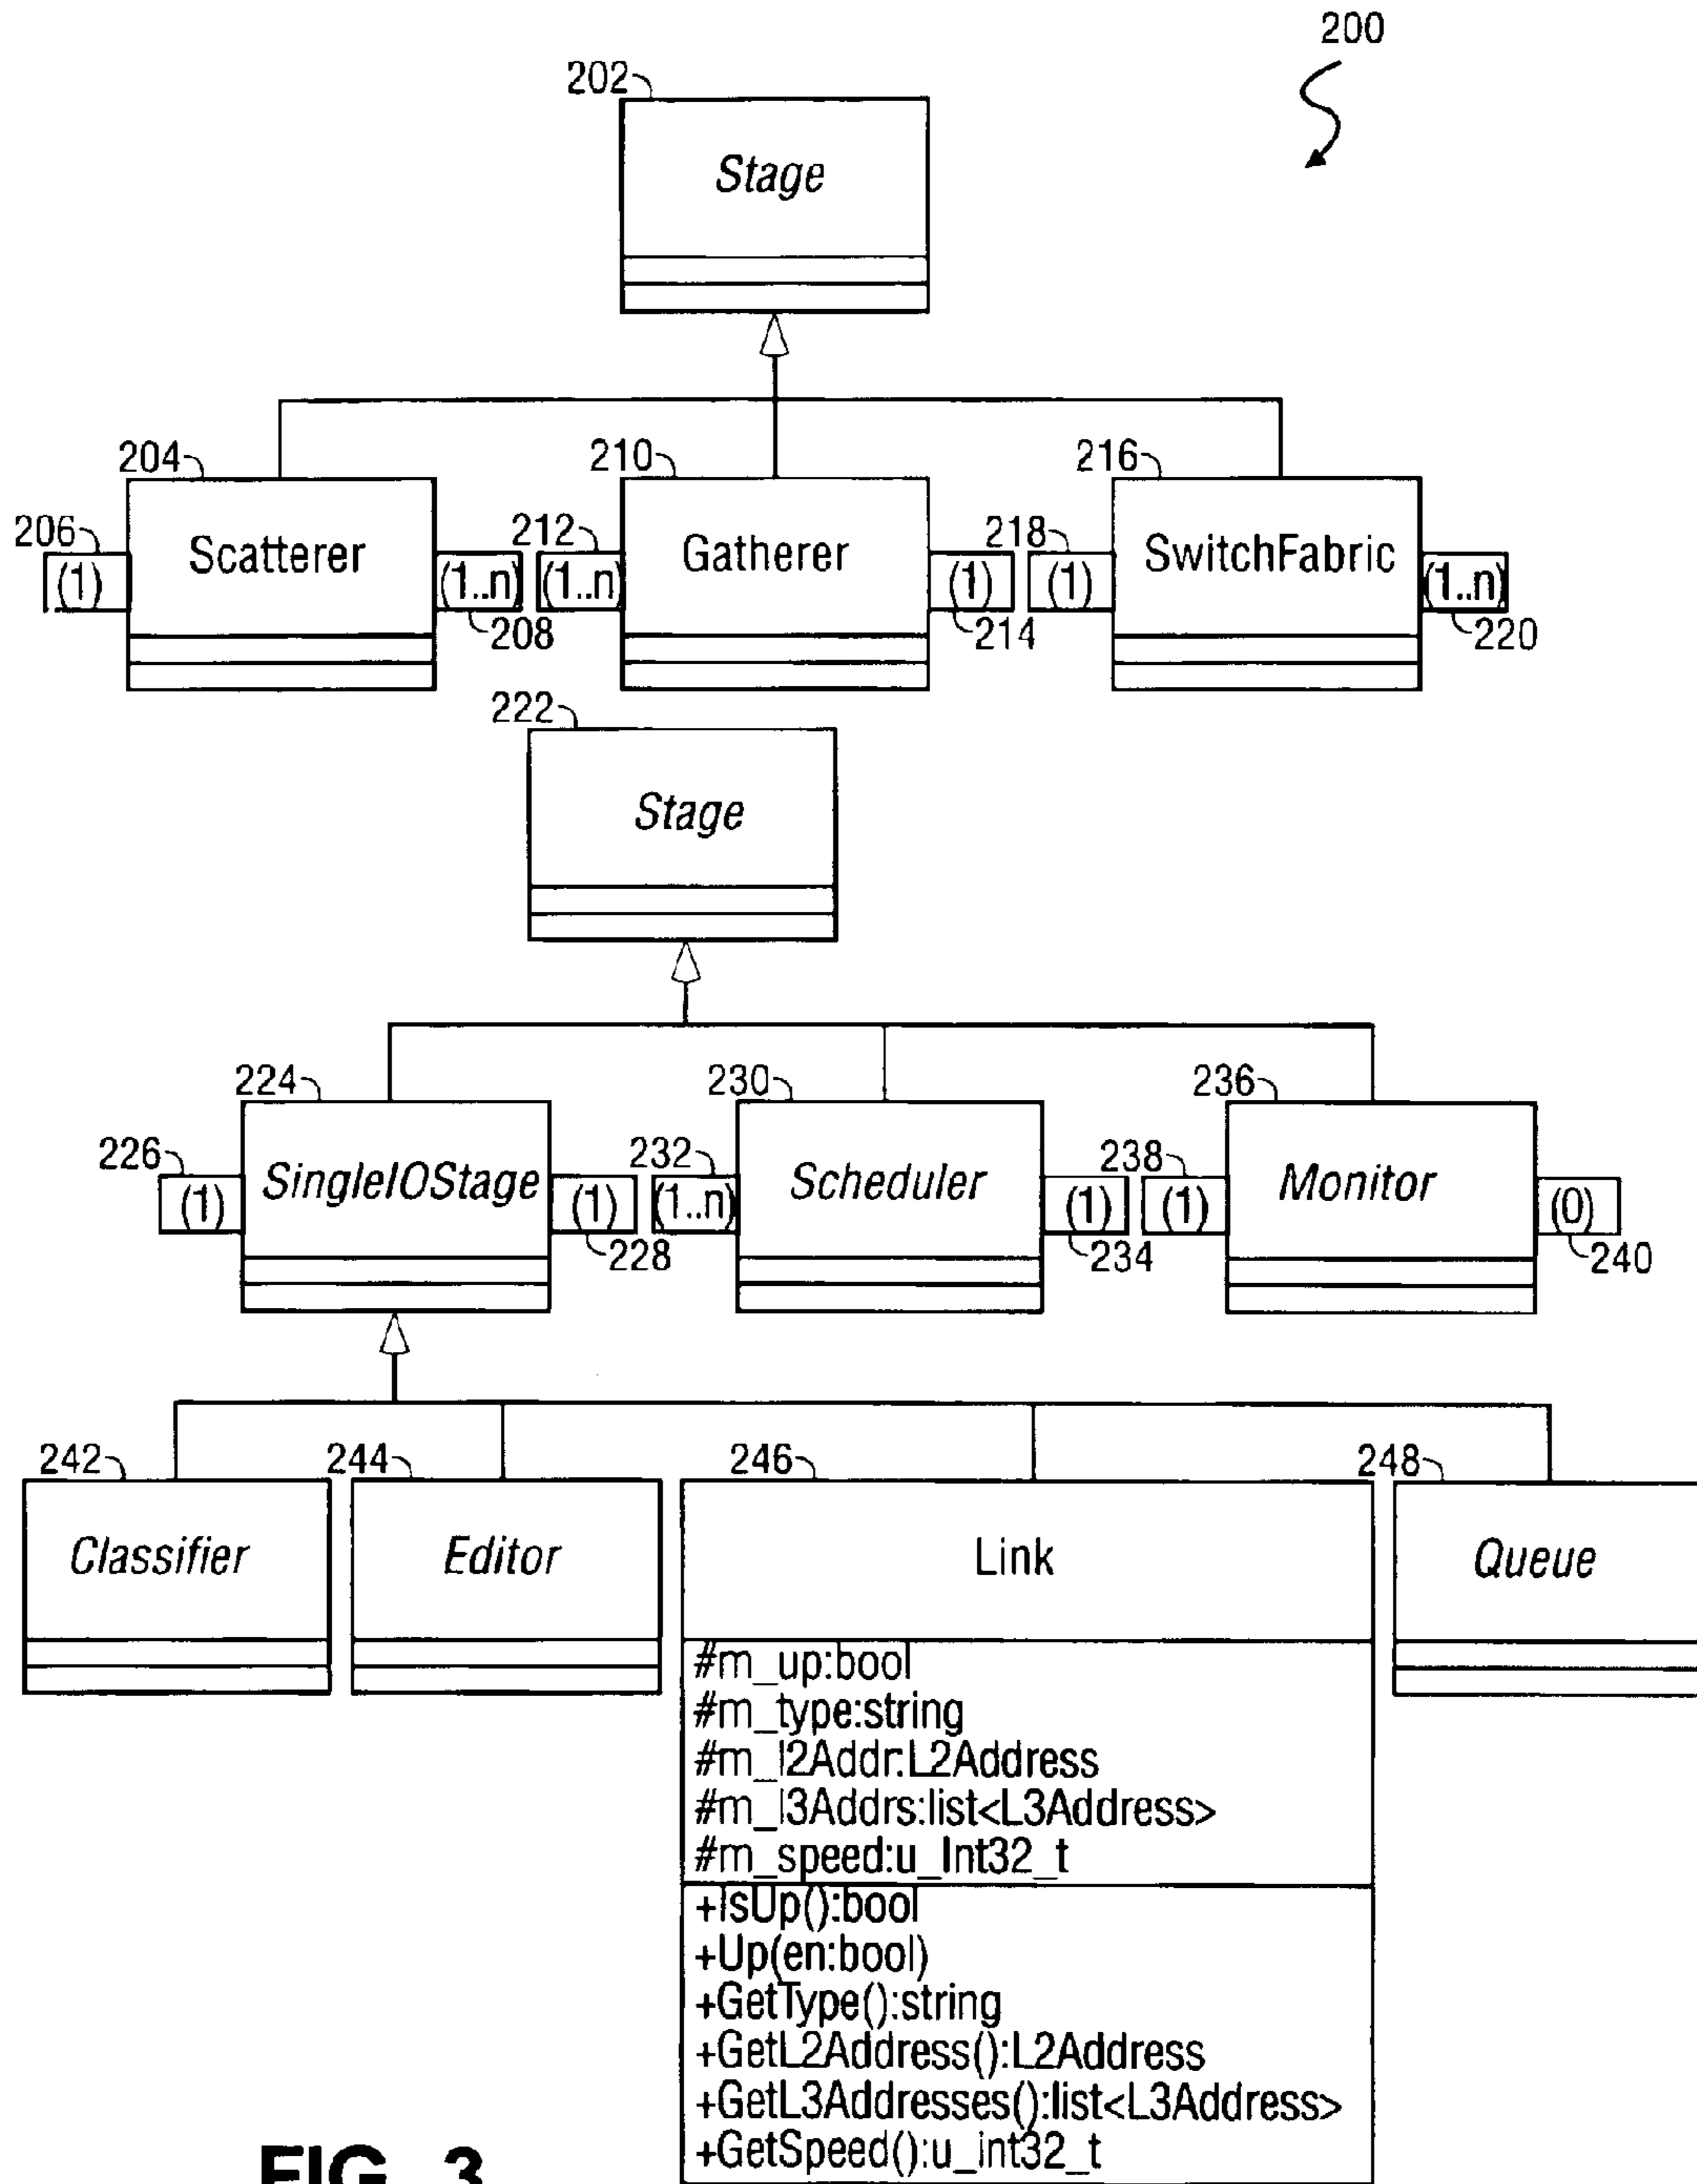 200
202
Stage
204
210
216
206
(1)
Scatterer
(1..n)
208
212
(1..n)
Gatherer
(1)
214
218
(1)
SwitchFabric
(1..n)
220
222
Stage
224
230
236
226
(1)
SingleIOStage
(1)
228
232
(1..n)
Scheduler
(1)
234
238
(1)
Monitor
(0)
240
242
244
246
248
Classifier
Editor
Link
Queue
#m_up:bool
#m_type:string
#m_l2Addr:L2Address
#m_l3Addrs:list<L3Address>
#m_speed:u_Int32_t
+IsUp():bool
+Up(en:bool)
+GetType():string
+GetL2Address():L2Address
+GetL3Addresses():list<L3Address>
+GetSpeed():u_int32_t
FIG. 3